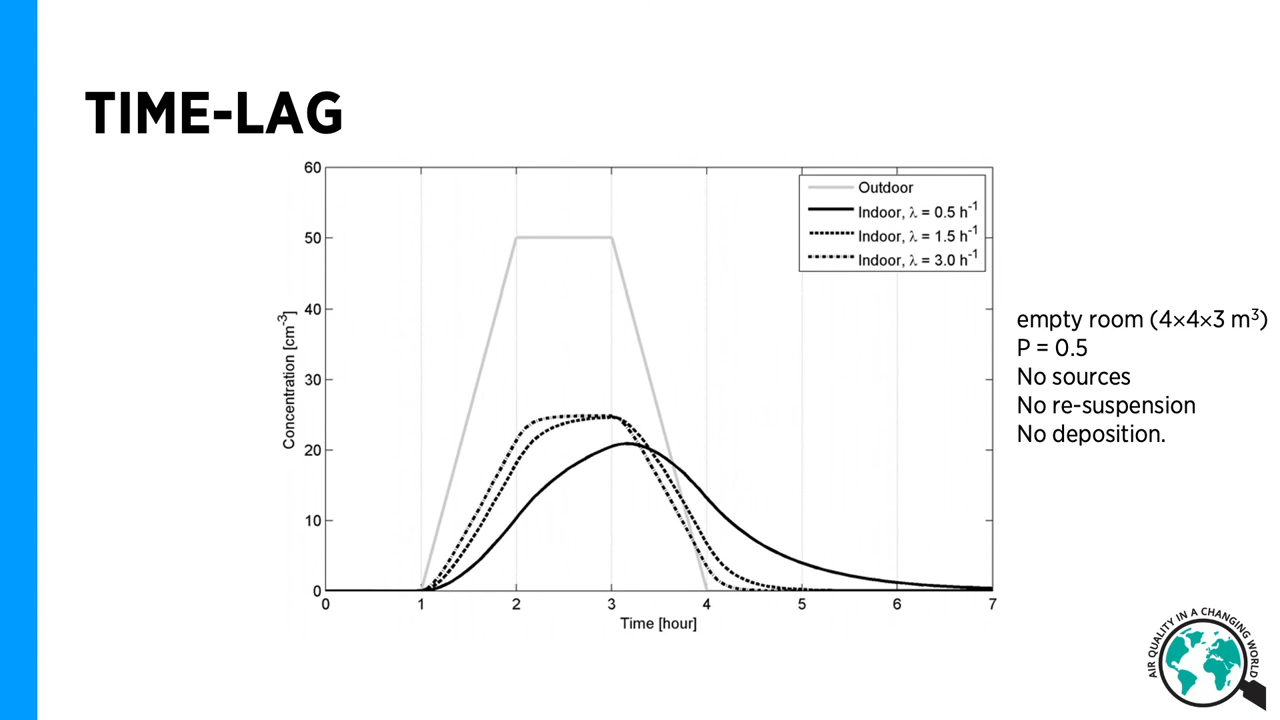 TIME-LAG
60
50
40
30
20
10
0
Concentration [cm-3]
0 1 2 3 4 5 6 7
Time [hour]
Outdoor
Indoor, λ = 0.5 h-1
Indoor, λ = 1.5 h-1
Indoor, λ = 3.0 h-1
empty room (4×4×3 m³)
P = 0.5
No sources
No re-suspension
No deposition.
AIR QUALITY IN A CHANGING WORLD